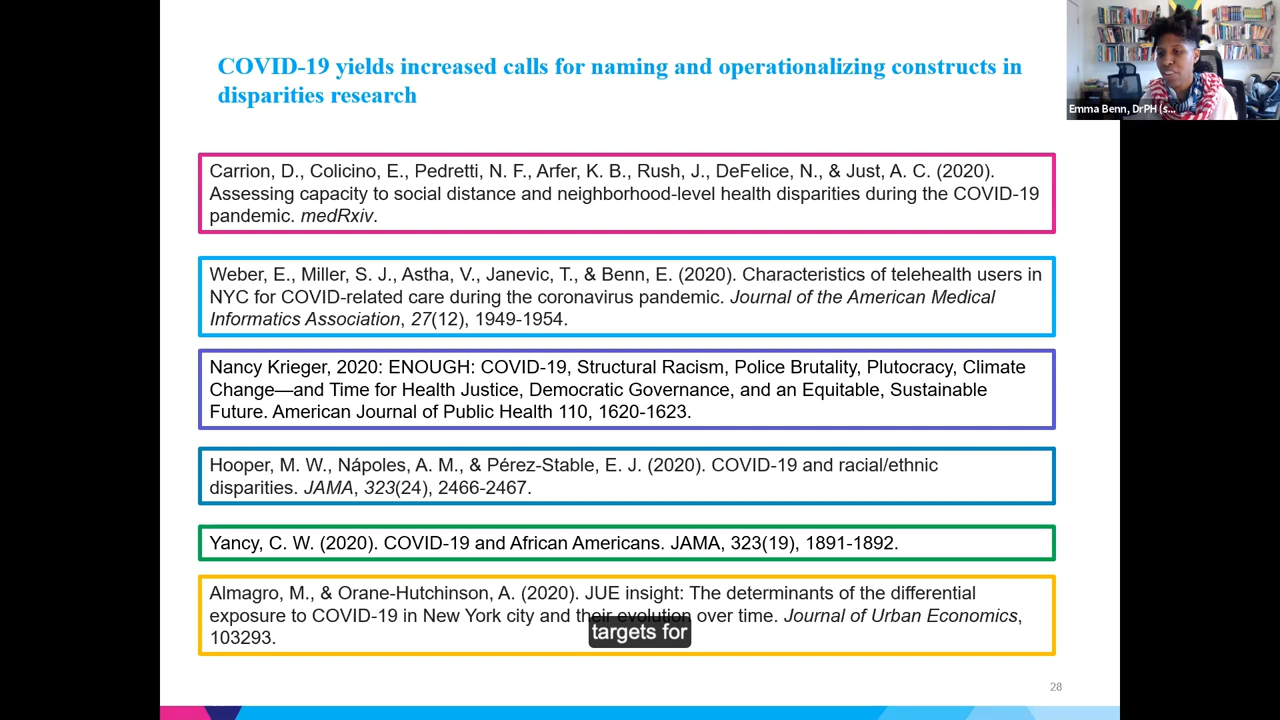 COVID-19 yields increased calls for naming and operationalizing constructs in
disparities research
Emma Benn, DrPH (s...
Carrion, D., Colicino, E., Pedretti, N. F., Arfer, K. B., Rush, J., DeFelice, N., & Just, A. C. (2020).
Assessing capacity to social distance and neighborhood-level health disparities during the COVID-19
pandemic. medRxiv.
Weber, E., Miller, S. J., Astha, V., Janevic, T., & Benn, E. (2020). Characteristics of telehealth users in
NYC for COVID-related care during the coronavirus pandemic. Journal of the American Medical
Informatics Association, 27(12), 1949-1954.
Nancy Krieger, 2020: ENOUGH: COVID-19, Structural Racism, Police Brutality, Plutocracy, Climate
Change—and Time for Health Justice, Democratic Governance, and an Equitable, Sustainable
Future. American Journal of Public Health 110, 1620-1623.
Hooper, M. W., Nápoles, A. M., & Pérez-Stable, E. J. (2020). COVID-19 and racial/ethnic
disparities. JAMA, 323(24), 2466-2467.
Yancy, C. W. (2020). COVID-19 and African Americans. JAMA, 323(19), 1891-1892.
Almagro, M., & Orane-Hutchinson, A. (2020). JUE insight: The determinants of the differential
exposure to COVID-19 in New York city and their evolution over time. Journal of Urban Economics,
103293.
targets for
28